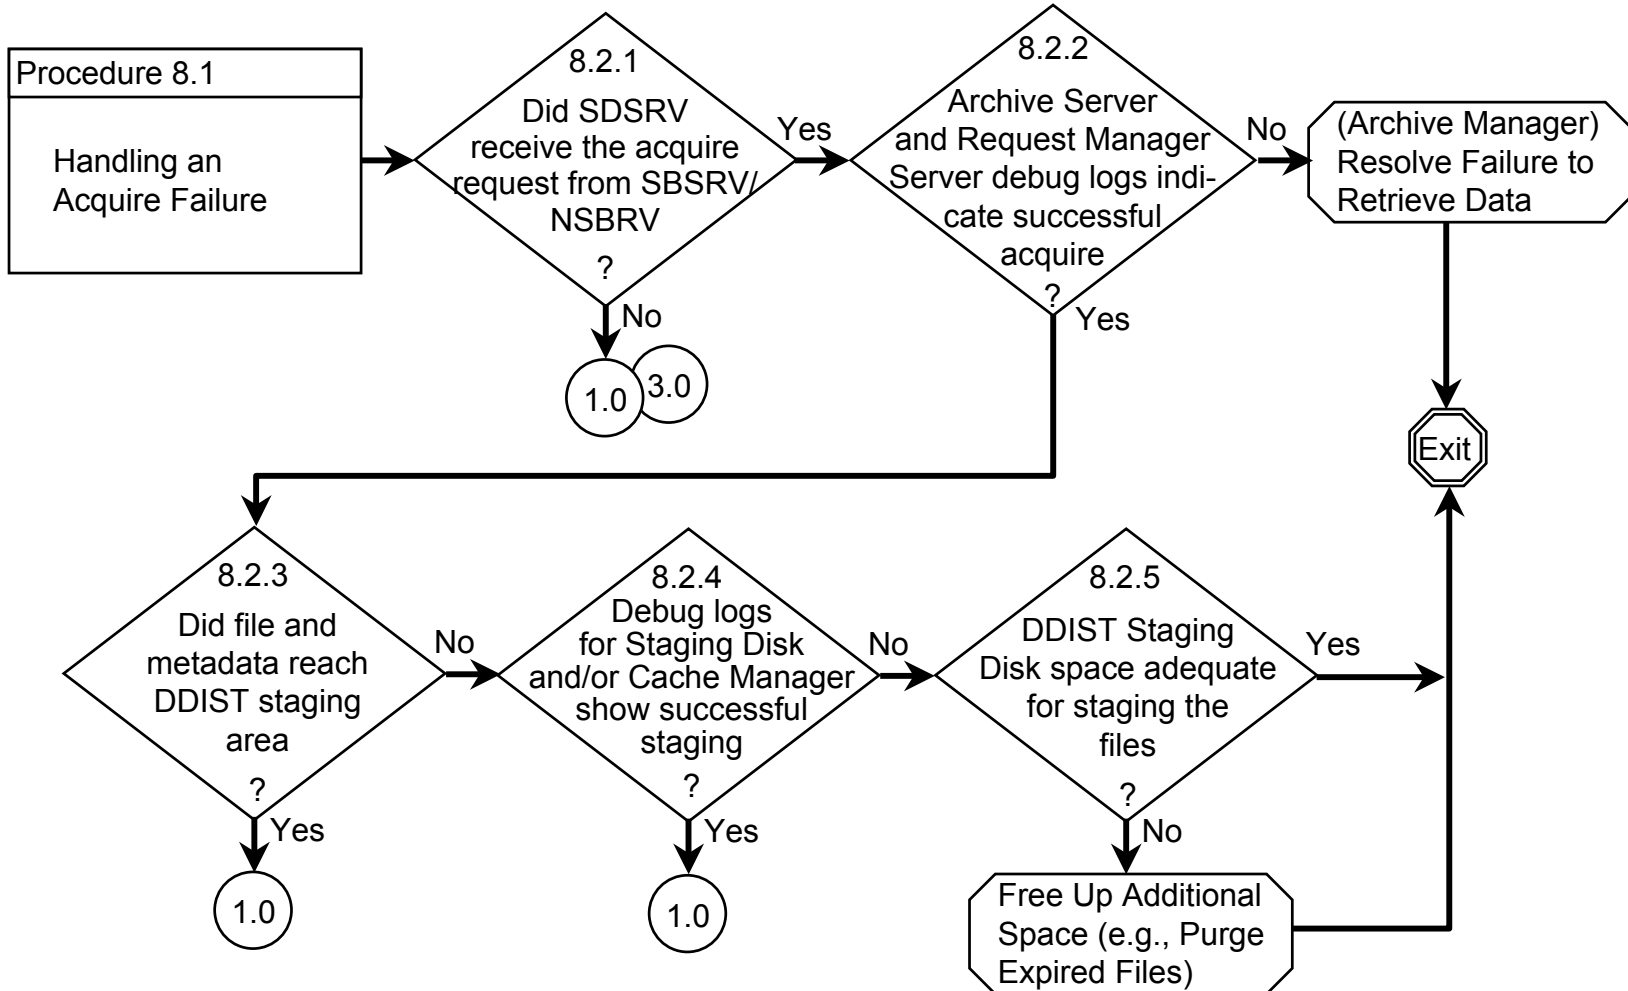 Procedure 8.1
Handling an
Acquire Failure
8.2.1
Did SDSRV
receive the acquire
request from SBSRV/
NSBRV
?
Yes
No
1.0
3.0
8.2.2
Archive Server
and Request Manager
Server debug logs indi-
cate successful
acquire
?
No
Yes
(Archive Manager)
Resolve Failure to
Retrieve Data
Exit
8.2.3
Did file and
metadata reach
DDIST staging
area
?
No
Yes
1.0
8.2.4
Debug logs
for Staging Disk
and/or Cache Manager
show successful
staging
?
No
Yes
1.0
8.2.5
DDIST Staging
Disk space adequate
for staging the
files
?
Yes
No
Free Up Additional
Space (e.g., Purge
Expired Files)